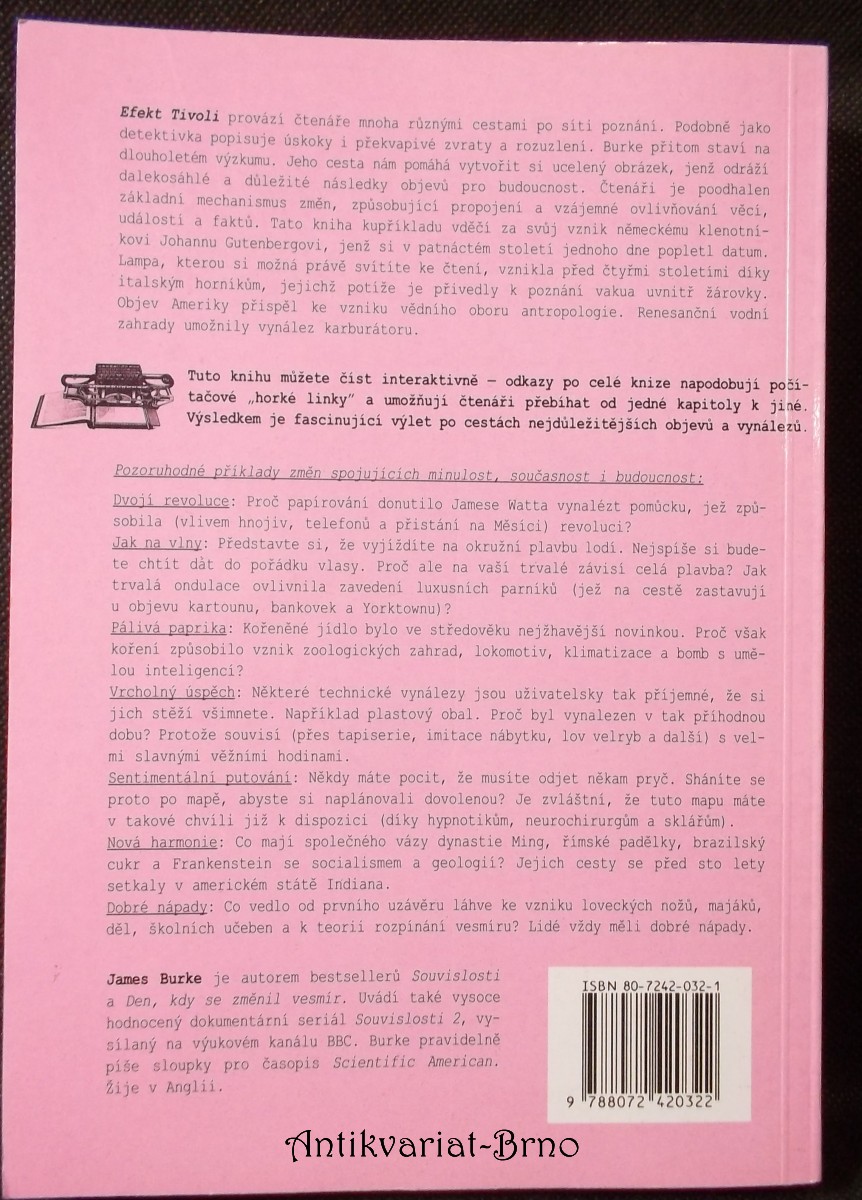 Efekt Tivoli provází čtenáře mnoha různými cestami po síti poznání. Podobně jako
detektivka popisuje úskoky i překvapivé zvraty a rozuzlení. Burke přitom staví na
dlouholetém výzkumu. Jeho cesta nám pomáhá vytvořit si ucelený obrázek, jenž odráží
dalekosáhlé a důležité následky objevů pro budoucnost. Čtenáři je poodhalen
základní mechanismus změn, způsobující propojení a vzájemné ovlivňování věcí,
událostí a faktů. Tato kniha kupříkladu vděčí za svůj vznik německému klenotní-
kovi Johannu Gutenbergovi, jenž si v patnáctém století jednoho dne popletl datum.
Lampa, kterou si možná právě svítíte ke čtení, vznikla před čtyřmi stoletími díky
italským horníkům, jejichž potíže je přivedly k poznání vakua uvnitř žárovky.
Objev Ameriky přispěl ke vzniku vědního oboru antropologie. Renesanční vodní
zahrady umožnily vynález karburátoru.
Tuto knihu můžete číst interaktivně – odkazy po celé knize napodobují počí-
tačové „horké linky" a umožňují čtenáři přebíhat od jedné kapitoly k jiné.
Výsledkem je fascinující výlet po cestách nejdůležitějších objevů a vynálezů.
Pozoruhodné příklady změn spojujících minulost, současnost i budoucnost:
Dvojí revoluce: Proč papírování donutilo Jamese Watta vynalézt pomůcku, jež způ-
sobila (vlivem hnojiv, telefonů a přistání na Měsíci) revoluci?
Jak na vlny: Představte si, že vyjíždíte na okružní plavbu lodí. Nejspíše si bude-
te chtít dát do pořádku vlasy. Proč ale na vaší trvalé závisí celá plavba? Jak
trvalá ondulace ovlivnila zavedení luxusních parníků (jež na cestě zastavují
u objevu kartounu, bankovek a Yorktownu)?
Pálivá paprika: Kořeněné jídlo bylo ve středověku nejžhavější novinkou. Proč však
koření způsobilo vznik zoologických zahrad, lokomotiv, klimatizace a bomb s umě-
lou inteligencí?
Vrcholný úspěch: Některé technické vynálezy jsou uživatelsky tak příjemné, že si
jich stěží všimnete. Například plastový obal. Proč byl vynalezen v tak příhodnou
dobu? Protože souvisí (přes tapiserie, imitace nábytku, lov velryb a další) s vel-
mi slavnými věžními hodinami.
Sentimentální putování: Někdy máte pocit, že musíte odjet někam pryč. Sháníte se
proto po mapě, abyste si naplánovali dovolenou? Je zvláštní, že tuto mapu máte
v takové chvíli již k dispozici (díky hypnotikům, neurochirurgům a sklářům).
Nová harmonie: Co mají společného vázy dynastie Ming, římské padělky, brazilský
cukr a Frankenstein se socialismem a geologií? Jejich cesty se před sto lety
setkaly v americkém státě Indiana.
Dobré nápady: Co vedlo od prvního uzávěru láhve ke vzniku loveckých nožů, majáků,
děl, školních učeben a k teorii rozpínání vesmíru? Lidé vždy měli dobré nápady.
James Burke je autorem bestsellerů Souvislosti
a Den, kdy se změnil vesmír. Uvádí také vysoce
hodnocený dokumentární seriál Souvislosti 2, vy-
sílaný na výukovém kanálu BBC. Burke pravidelně
píše sloupky pro časopis Scientific American.
Žije v Anglii.
ISBN 80-7242-032-1
9 788072 420322
Antikvariat-Brno